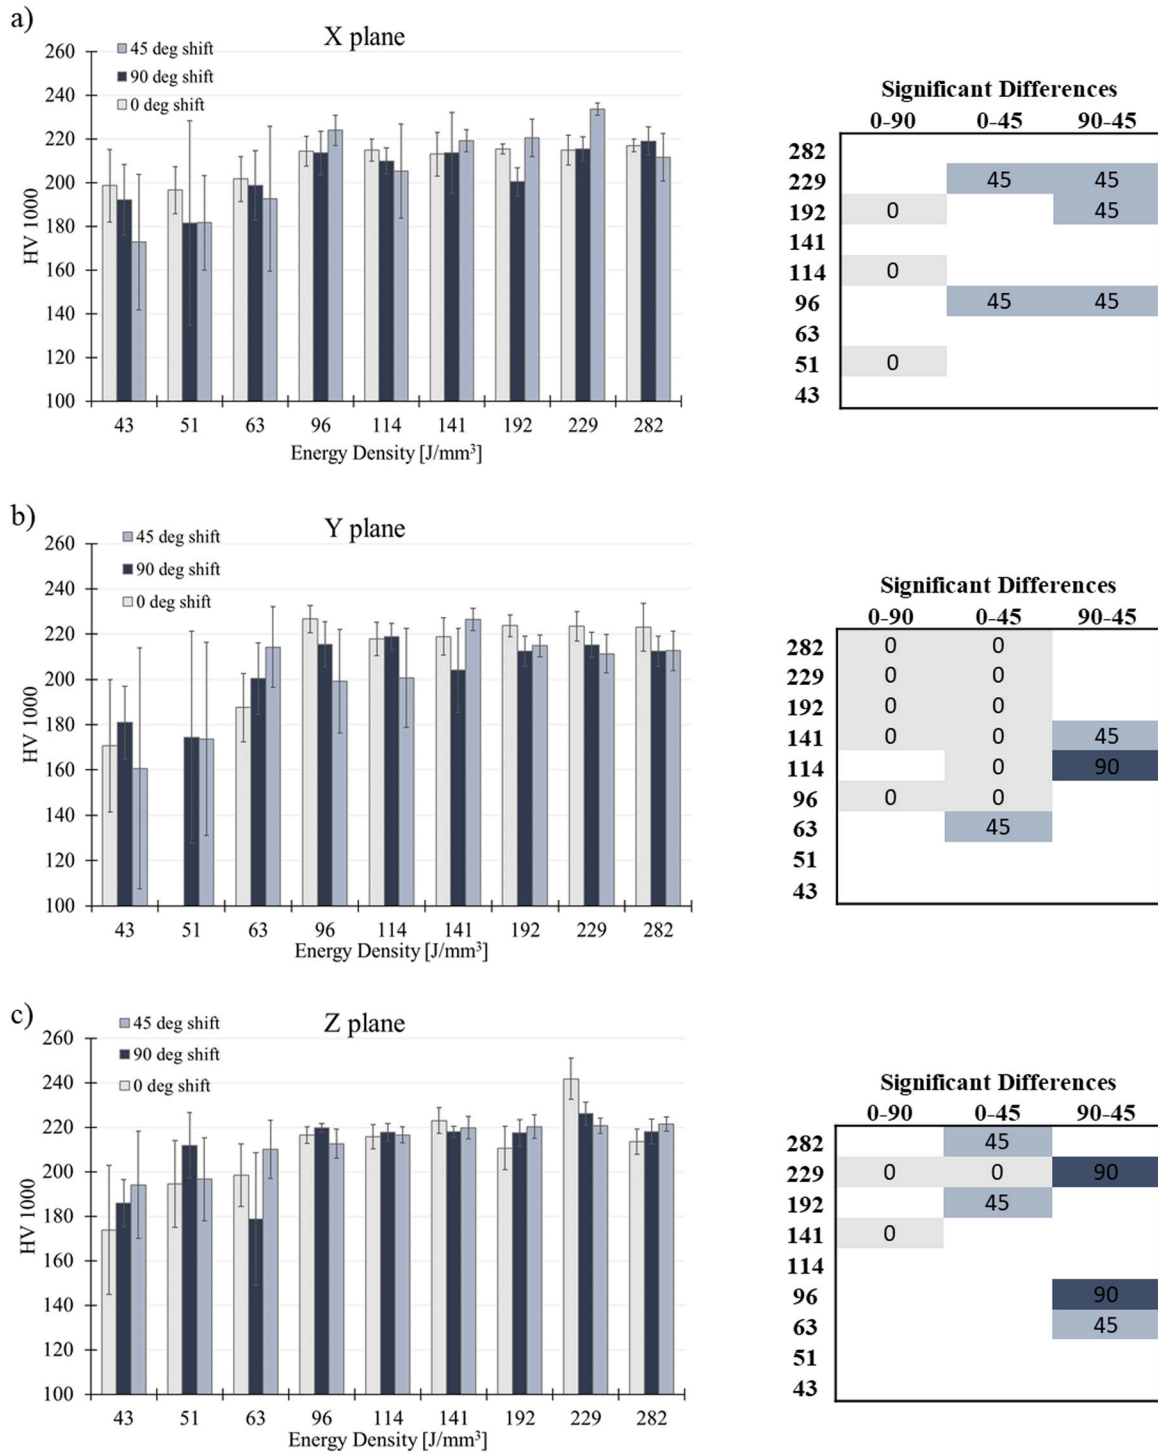 a)
X plane
45 deg shift
90 deg shift
0 deg shift
260
240
220
200
180
160
140
120
100
HV 1000
43 51 63 96 114 141 192 229 282
Energy Density [J/mm³]
Significant Differences
0-90 0-45 90-45
282
229 45 45
192 0 45
141
114 0
96 45 45
63
51 0
43
b)
Y plane
45 deg shift
90 deg shift
0 deg shift
260
240
220
200
180
160
140
120
100
HV 1000
43 51 63 96 114 141 192 229 282
Energy Density [J/mm³]
Significant Differences
0-90 0-45 90-45
282 0 0
229 0 0
192 0 0
141 0 0 45
114 0 90
96 0 0
63 45
51
43
c)
Z plane
45 deg shift
90 deg shift
0 deg shift
260
240
220
200
180
160
140
120
100
HV 1000
43 51 63 96 114 141 192 229 282
Energy Density [J/mm³]
Significant Differences
0-90 0-45 90-45
282 45
229 0 0 90
192 45
141 0
114
96 90
63 45
51
43